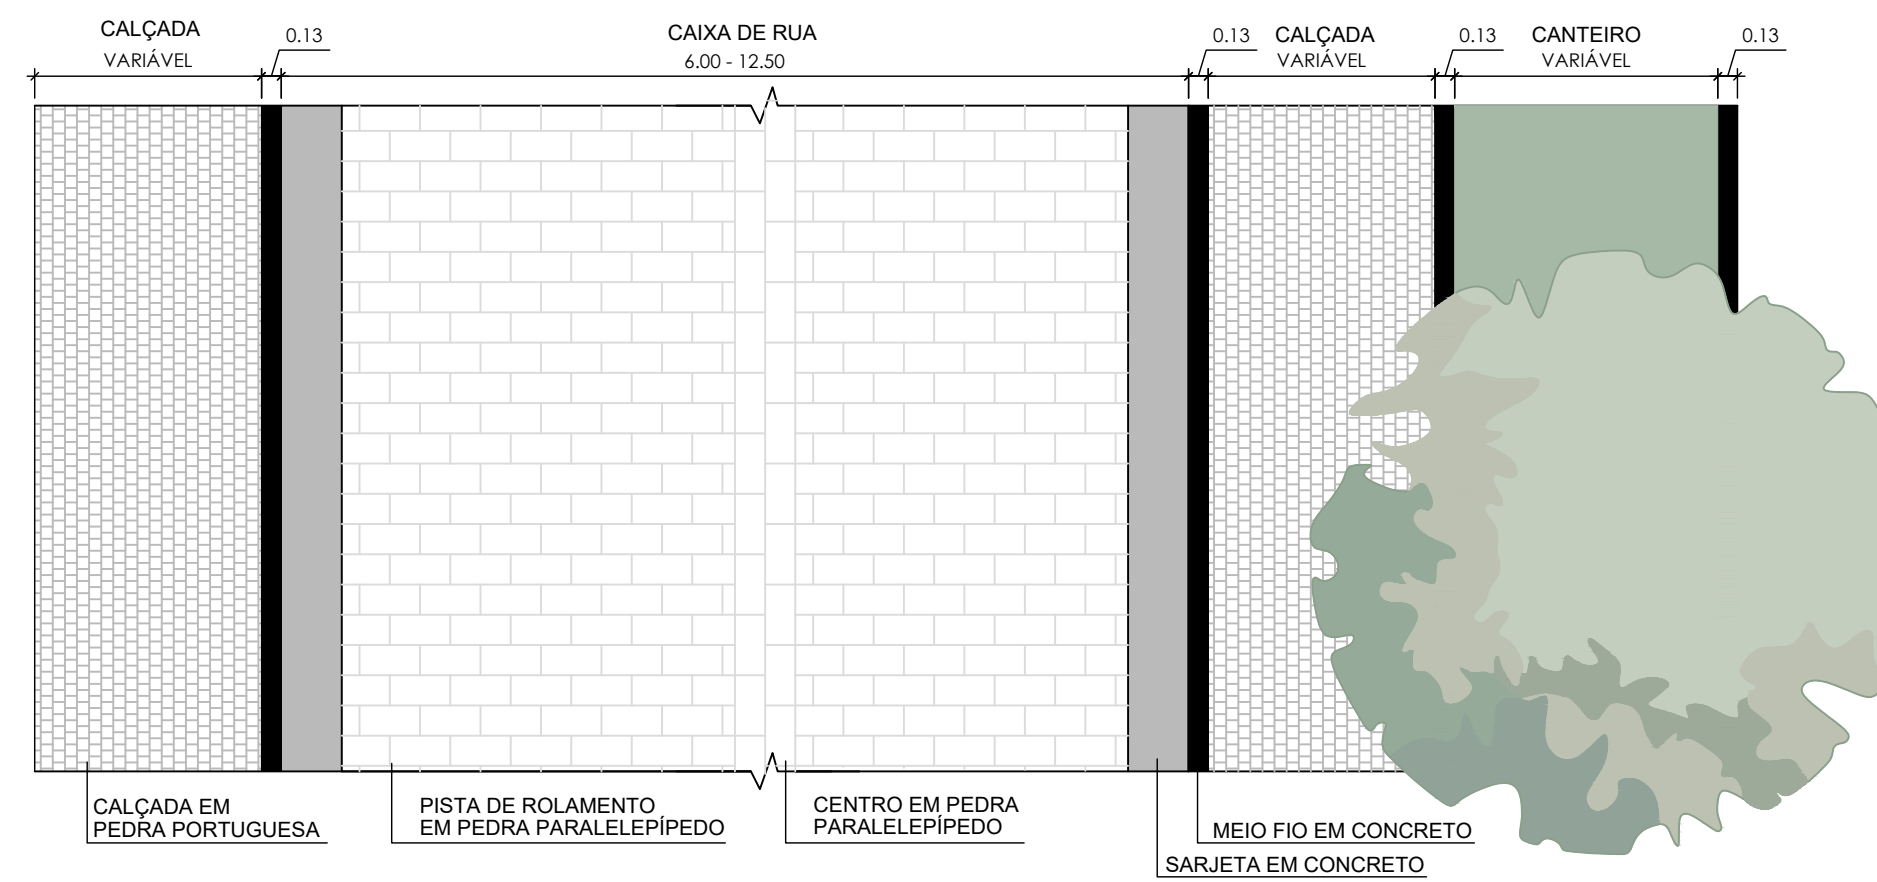 CALÇADA
VARIÁVEL
0.13
CAIXA DE RUA
6.00 - 12.50
0.13
CALÇADA
VARIÁVEL
0.13
CANTEIRO
VARIÁVEL
0.13
CALÇADA EM
PEDRA PORTUGUESA
PISTA DE ROLAMENTO
EM PEDRA PARALELEPÍPEDO
CENTRO EM PEDRA
PARALELEPÍPEDO
MEIO FIO EM CONCRETO
SARJETA EM CONCRETO